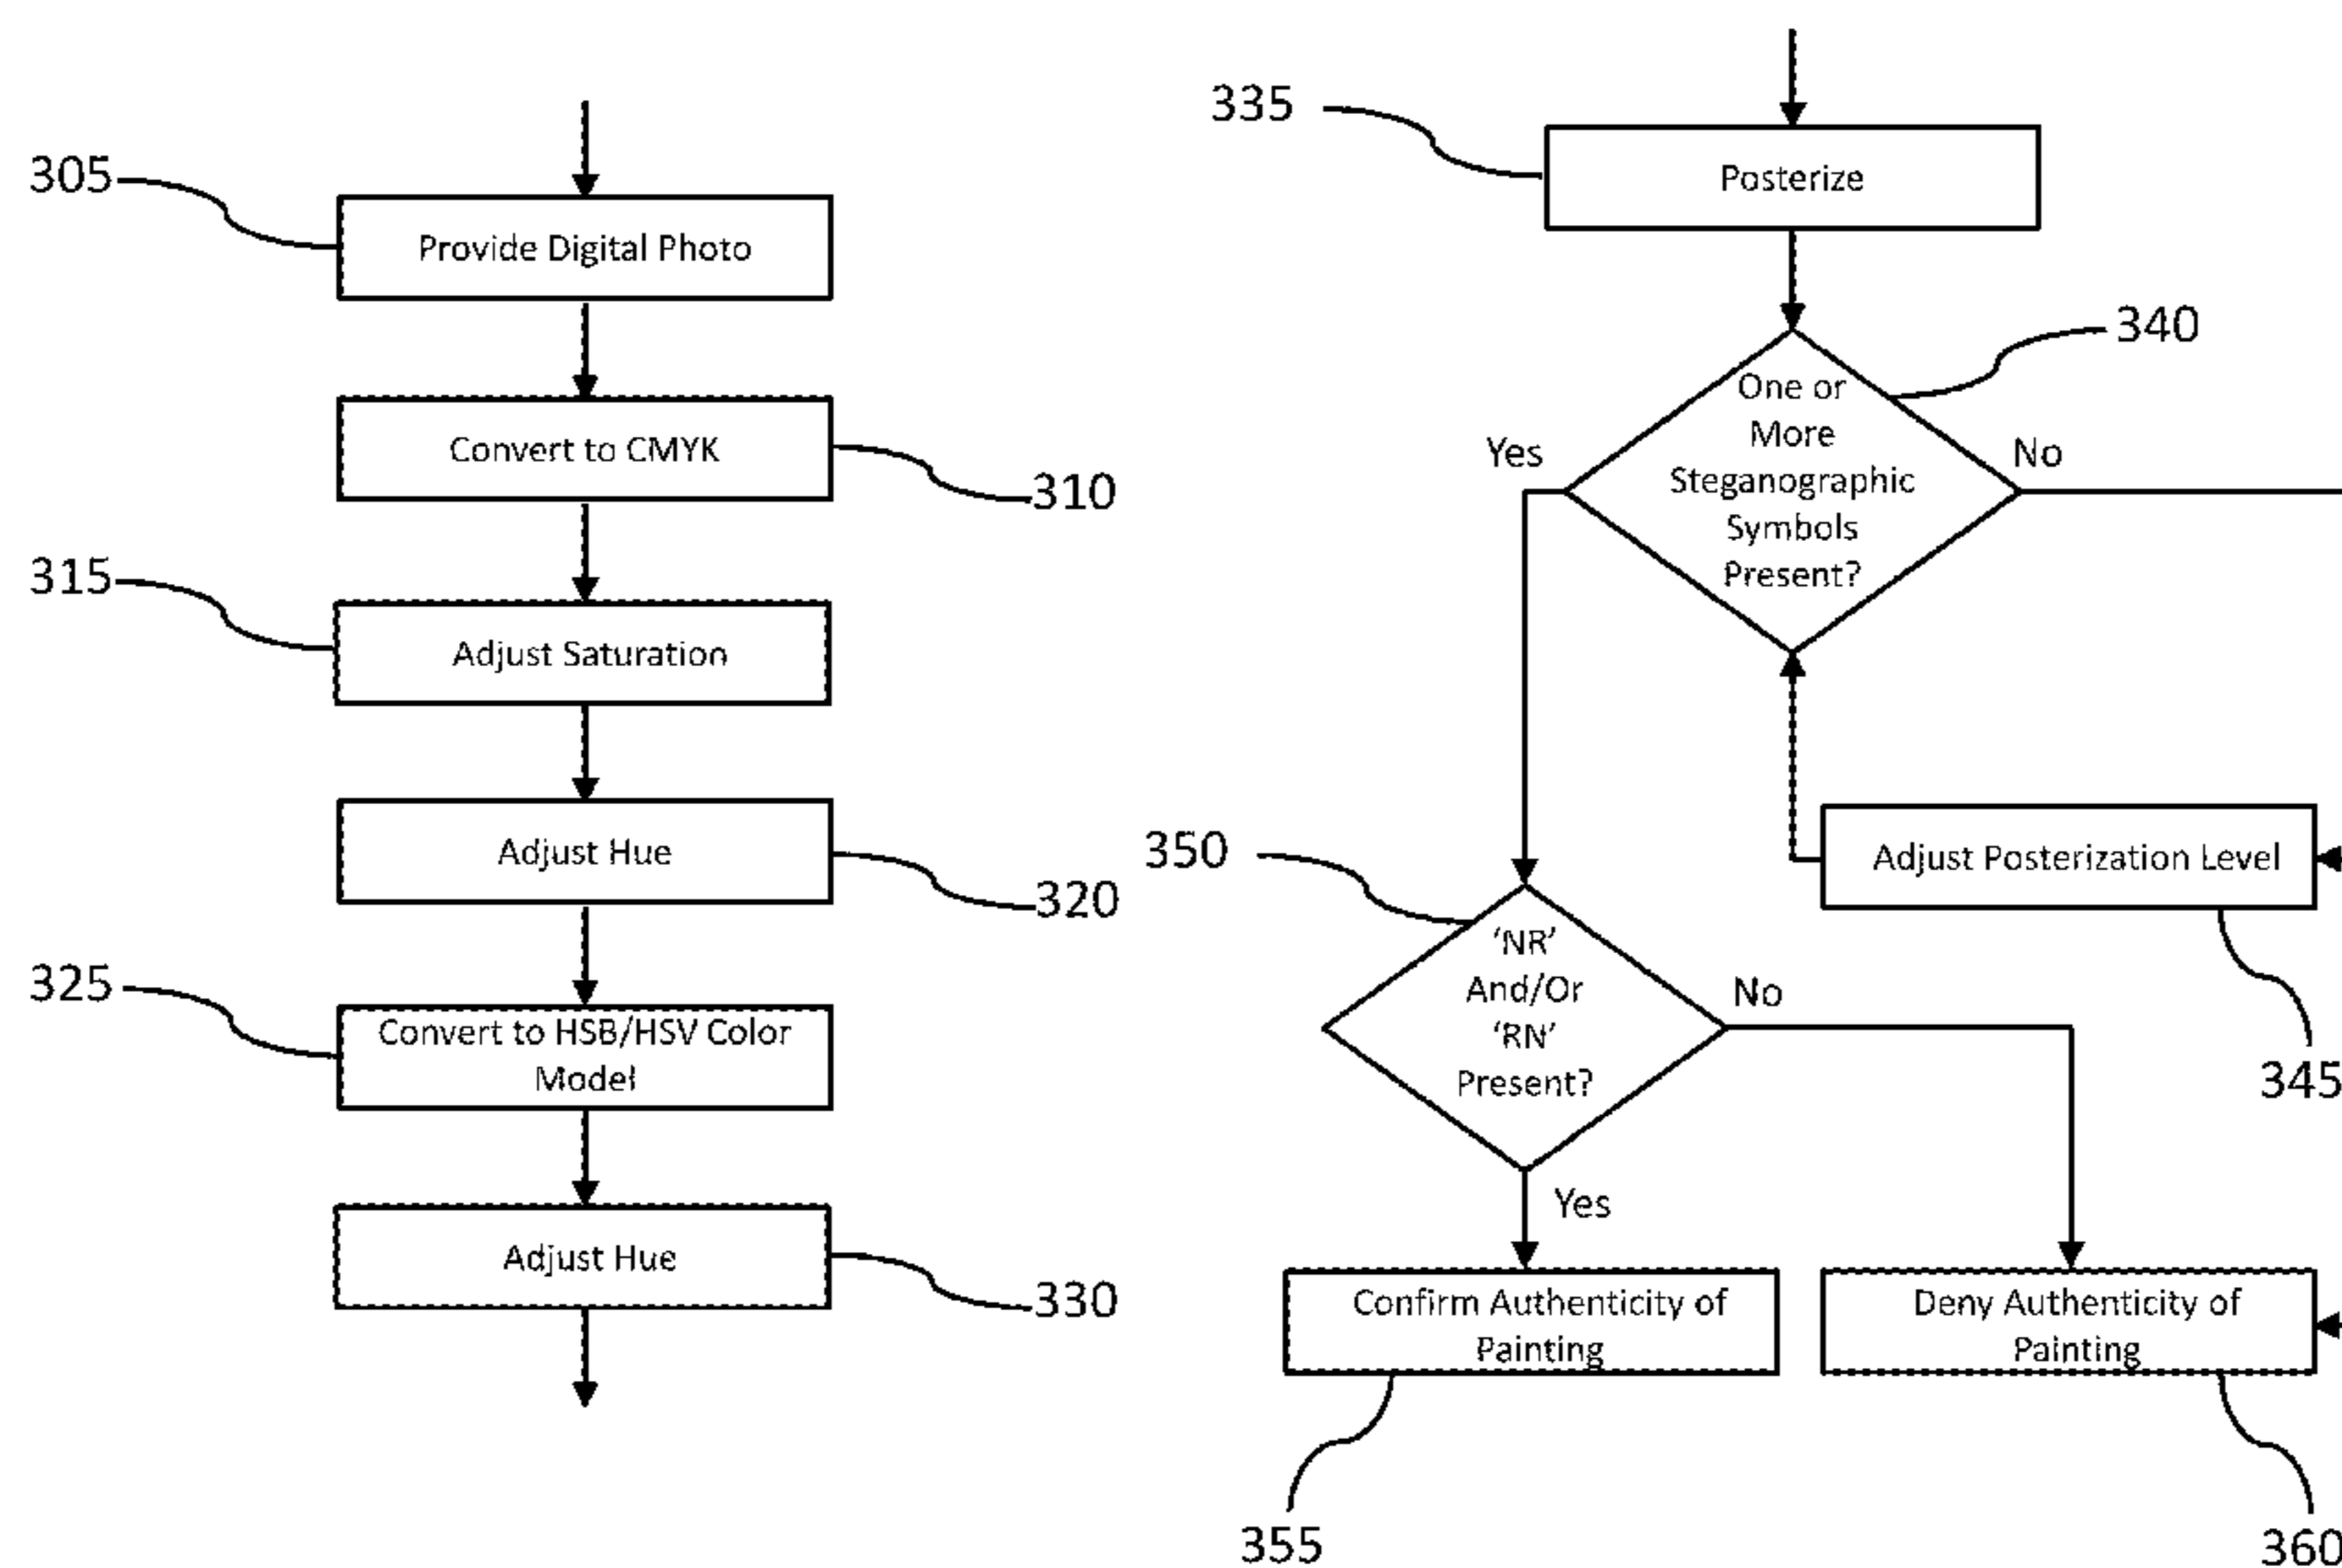 305
Provide Digital Photo
Convert to CMYK
310
315
Adjust Saturation
Adjust Hue
320
325
Convert to HSB/HSV Color
Model
Adjust Hue
330
335
Posterize
340
One or
More
Steganographic
Symbols
Present?
Yes
No
Adjust Posterization Level
345
350
‘NR’
And/Or
‘RN’
Present?
No
Yes
Confirm Authenticity of
Painting
355
Deny Authenticity of
Painting
360